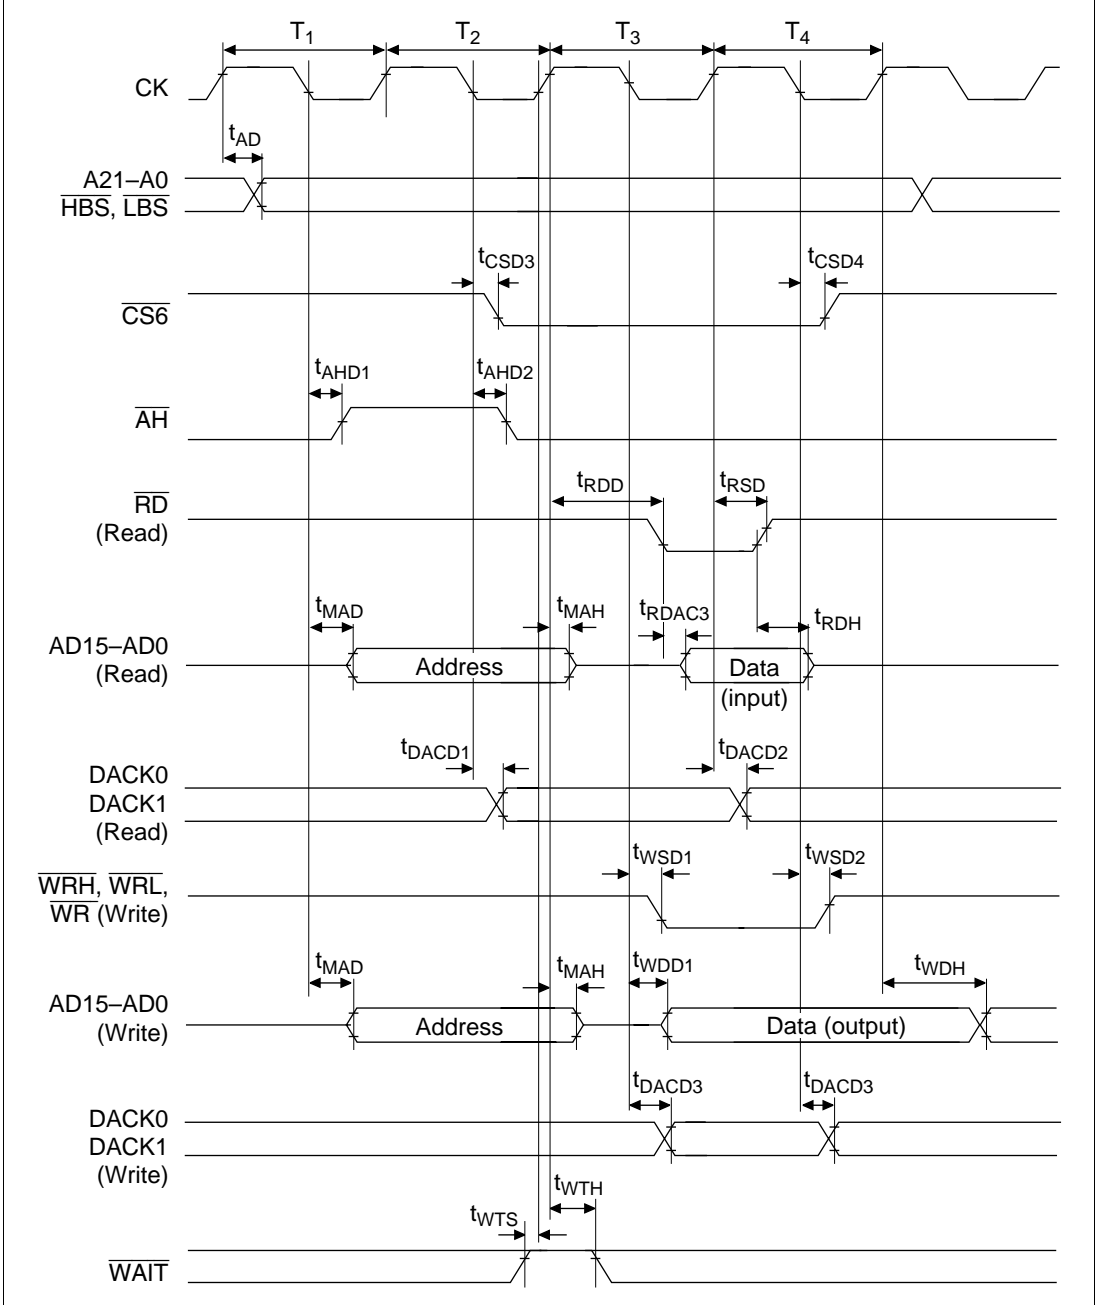 T1 T2 T3 T4
CK
tAD
A21–A0
HBS, LBS
tCSD3 tCSD4
CS6
tAHD1 tAHD2
AH
tRDD tRSD
RD
(Read)
tMAD tMAH tRDAC3 tRDH
AD15–AD0
(Read)
Address Data
(input)
tDACD1 tDACD2
DACK0
DACK1
(Read)
tWSD1 tWSD2
WRH, WRL,
WR (Write)
tMAD tMAH tWDD1 tWDH
AD15–AD0
(Write)
Address Data (output)
tDACD3 tDACD3
DACK0
DACK1
(Write)
tWTH
tWTS
WAIT